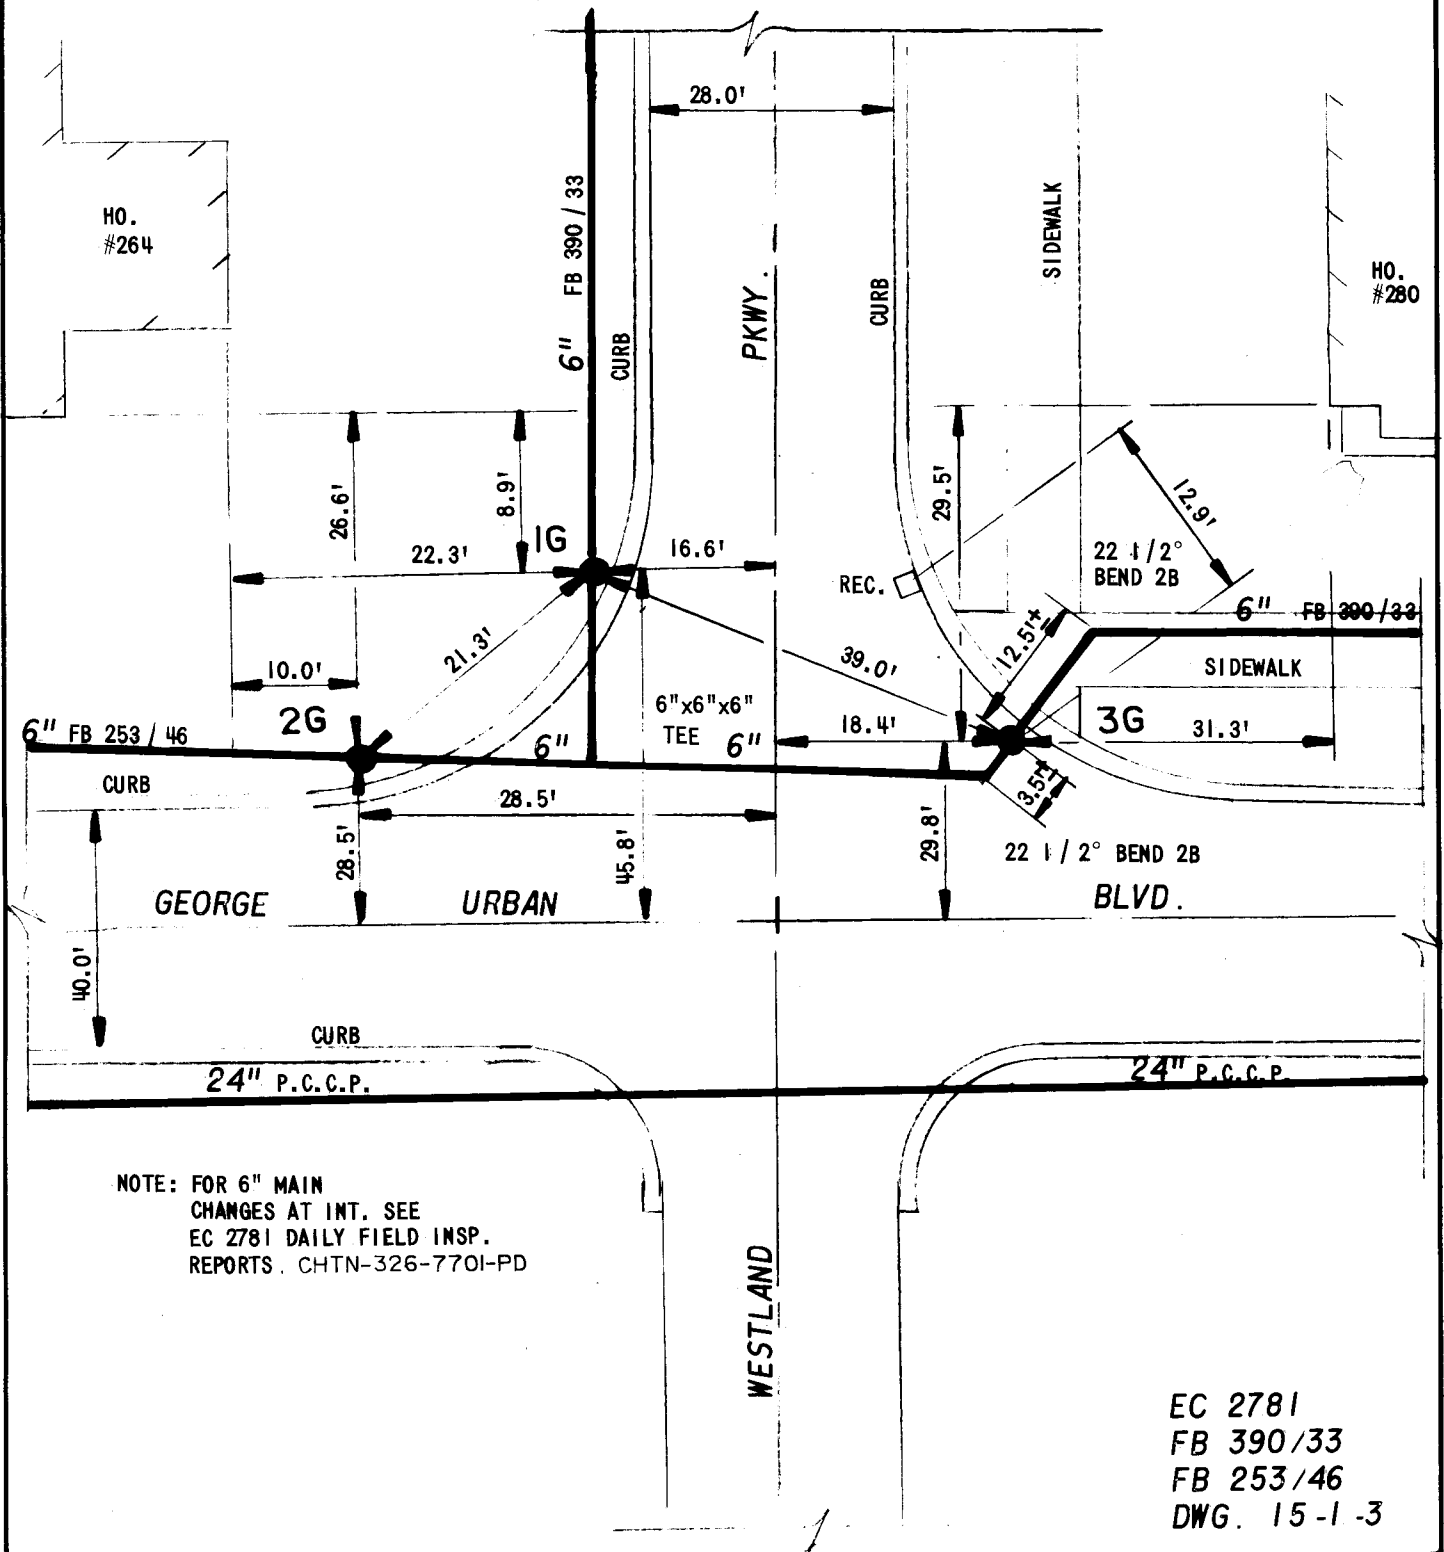 28.0'
HO.
#264
6" FB 390/33
CURB
PKWY.
CURB
SIDEWALK
HO.
#280
26.6'
8.9'
29.5'
12.9'
22.3'
1G
16.6'
REC.
22 1/2°
BEND 2B
6" FB 390/33
12.5'±
21.3'
39.0'
10.0'
SIDEWALK
6"x6"x6"
TEE
2G
6" FB 253/46
6"
6"
18.4'
3G
31.3'
CURB
28.5'
3.5'±
28.5'
45.8'
29.8'
22 1/2° BEND 2B
GEORGE URBAN BLVD.
40.0'
CURB
24" P.C.C.P.
24" P.C.C.P.
NOTE: FOR 6" MAIN
CHANGES AT INT. SEE
EC 2781 DAILY FIELD INSP.
REPORTS. CHTN-326-7701-PD
WESTLAND
EC 2781
FB 390/33
FB 253/46
DWG. 15-1-3